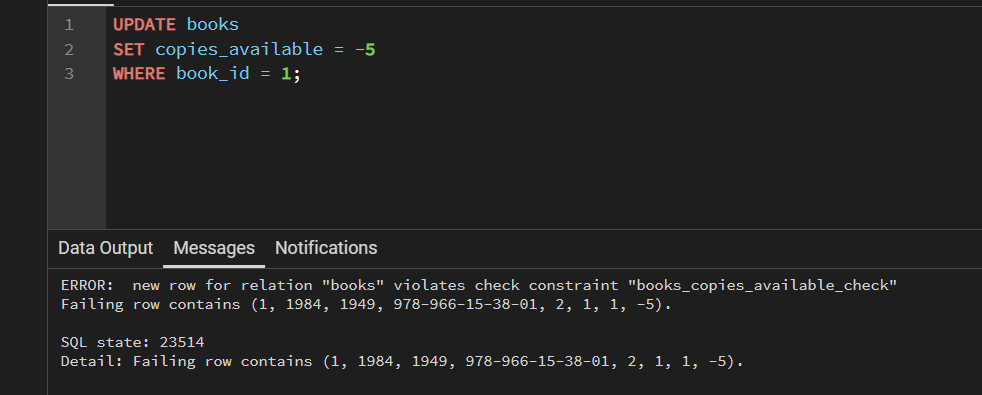 1 UPDATE books
2 SET copies_available = -5
3 WHERE book_id = 1;
Data Output Messages Notifications
ERROR:  new row for relation "books" violates check constraint "books_copies_available_check"
Failing row contains (1, 1984, 1949, 978-966-15-38-01, 2, 1, 1, -5).
SQL state: 23514
Detail: Failing row contains (1, 1984, 1949, 978-966-15-38-01, 2, 1, 1, -5).